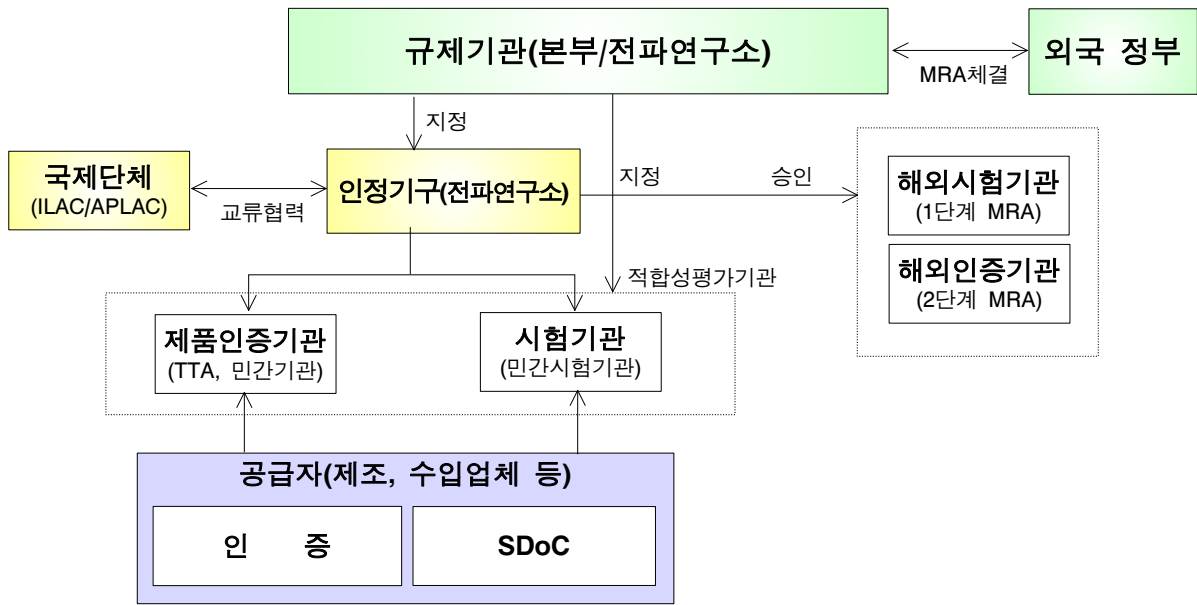 규제기관(본부/전파연구소)
외국 정부
MRA체결
지정
국제단체
(ILAC/APLAC)
교류협력
인정기구(전파연구소)
지정
승인
해외시험기관
(1단계 MRA)
해외인증기관
(2단계 MRA)
적합성평가기관
제품인증기관
(TTA, 민간기관)
시험기관
(민간시험기관)
공급자(제조, 수입업체 등)
인 증
SDoC